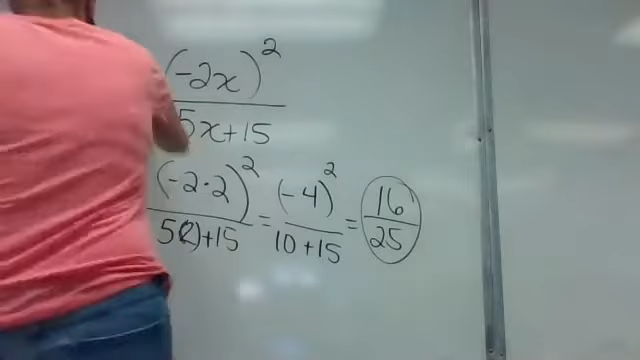 (-2x)²
5x+15
(-2·2)² / 5(2)+15 = (-4)² / 10+15 = 16/25